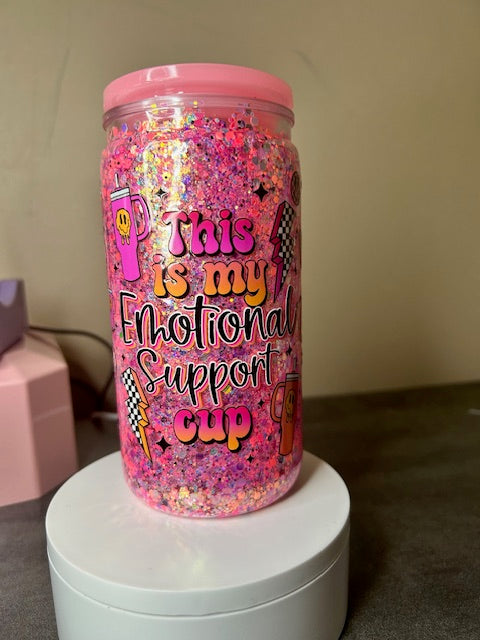 This
is my
Emotional
Support
cup